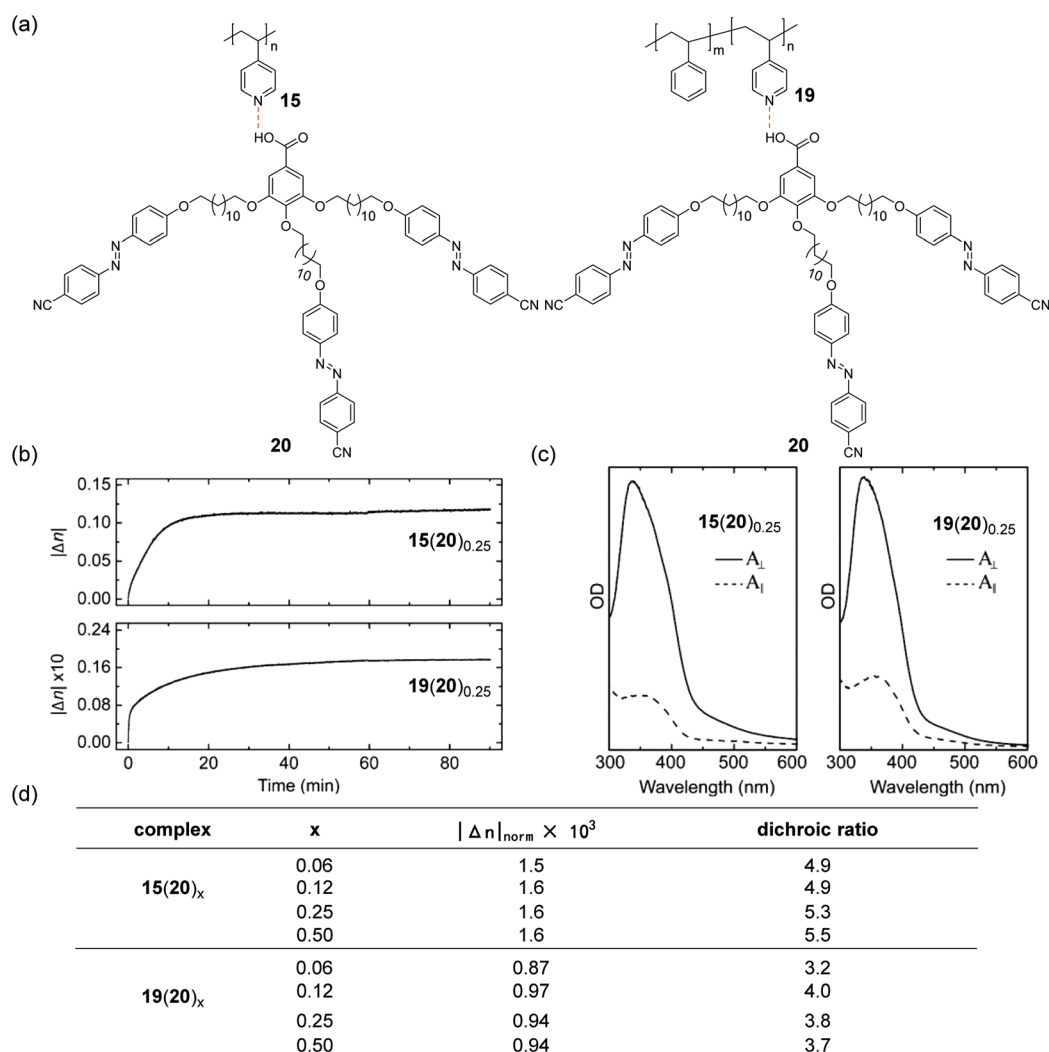 (a)
n
N
15
HO
O
O
10
O
O
10
O
O
O
10
O
N
N
N
N
N
N
NC
CN
CN
20
m
n
N
19
HO
O
O
10
O
O
10
O
O
O
10
O
N
N
N
N
N
N
NC
CN
CN
20
(b)
|Δn|
0.15
0.10
0.05
0.00
15(20)0.25
|Δn| x10
0.24
0.16
0.08
0.00
19(20)0.25
0 20 40 60 80
Time (min)
(c)
OD
15(20)0.25
A⊥
A∥
300 400 500 600
Wavelength (nm)
OD
19(20)0.25
A⊥
A∥
300 400 500 600
Wavelength (nm)
(d)
complex x |Δn|norm × 10³ dichroic ratio
0.06 1.5 4.9
0.12 1.6 4.9
15(20)x
0.25 1.6 5.3
0.50 1.6 5.5
0.06 0.87 3.2
0.12 0.97 4.0
19(20)x
0.25 0.94 3.8
0.50 0.94 3.7